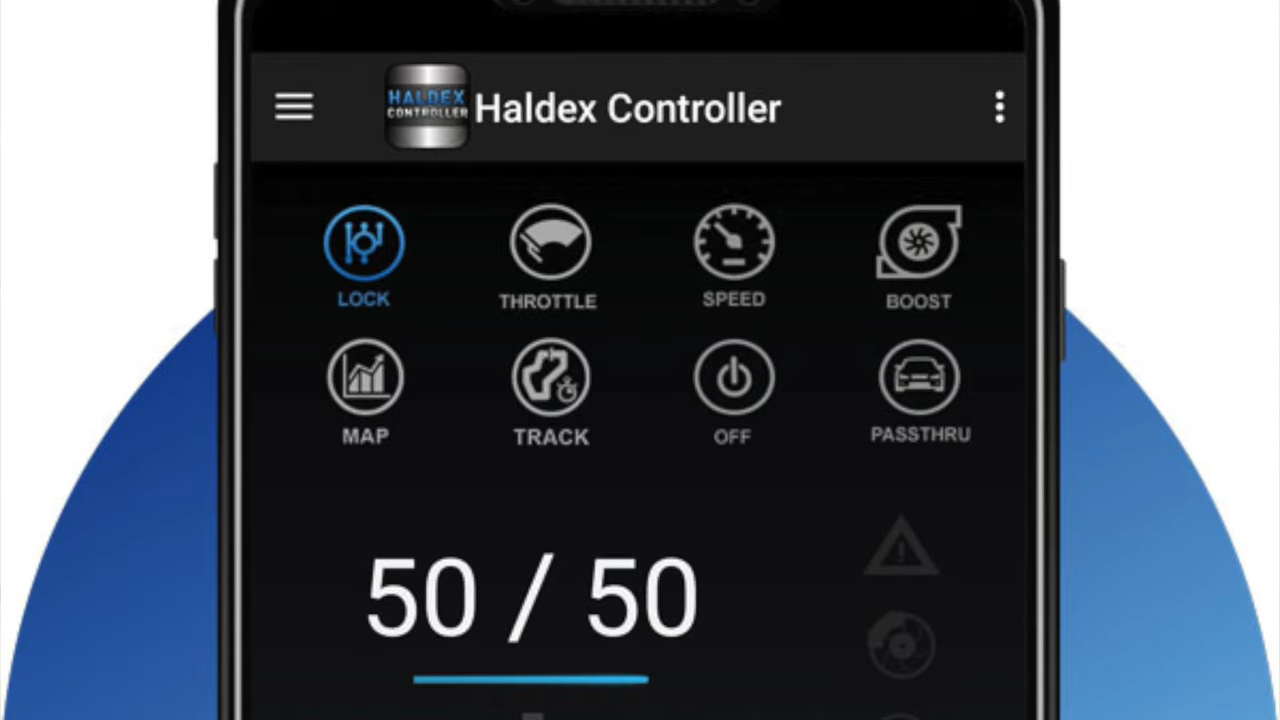 HALDEX
CONTROLLER
Haldex Controller
LOCK
THROTTLE
SPEED
BOOST
MAP
TRACK
OFF
PASSTHRU
50 / 50